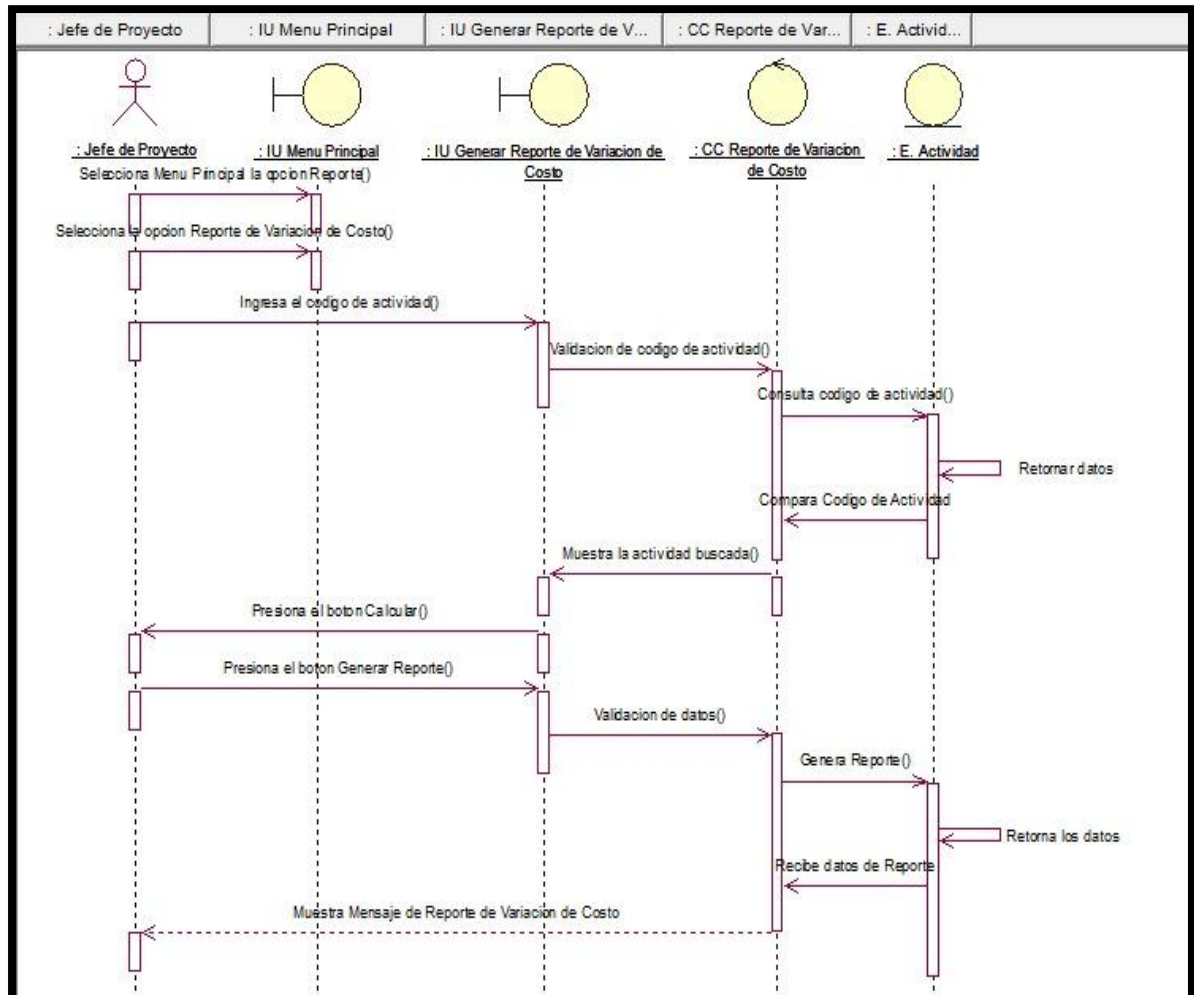 : Jefe de Proyecto
: IU Menu Principal
: IU Generar Reporte de V...
: CC Reporte de Var...
: E. Activid...
: Jefe de Proyecto
: IU Menu Principal
: IU Generar Reporte de Variacion de
Costo
: CC Reporte de Variacion
de Costo
: E. Actividad
Selecciona Menu Principal la opcion Reporte()
Selecciona la opcion Reporte de Variacion de Costo()
Ingresa el codigo de actividad()
Validacion de codigo de actividad()
Consulta codigo de actividad()
Retornar datos
Compara Codigo de Actividad
Muestra la actividad buscada()
Presiona el boton Calcular()
Presiona el boton Generar Reporte()
Validacion de datos()
Genera Reporte()
Retorna los datos
Recibe datos de Reporte
Muestra Mensaje de Reporte de Variacion de Costo